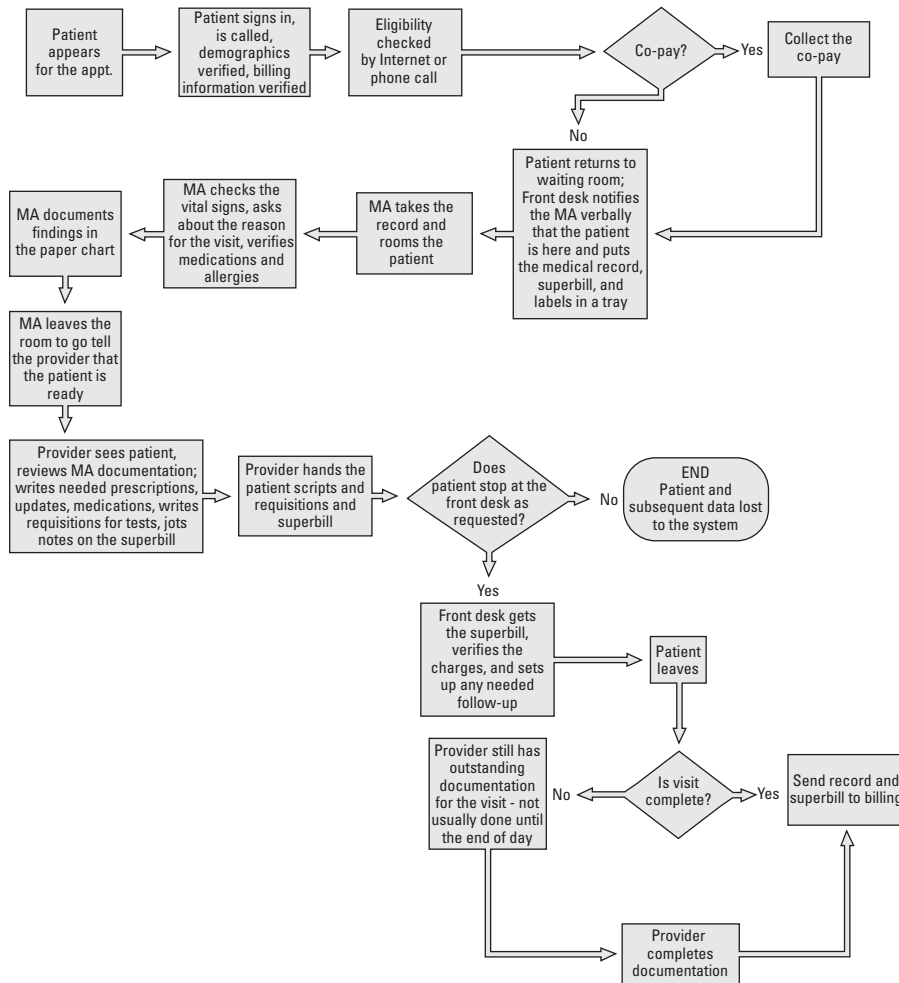 Patient
appears
for the appt.
Patient signs in,
is called,
demographics
verified, billing
information verified
Eligibility
checked
by Internet or
phone call
Co-pay?
Yes
Collect the
co-pay
No
Patient returns to
waiting room;
Front desk notifies
the MA verbally
that the patient
is here and puts
the medical record,
superbill, and
labels in a tray
MA takes the
record and
rooms the
patient
MA checks the
vital signs, asks
about the reason
for the visit, verifies
medications and
allergies
MA documents
findings in
the paper chart
MA leaves the
room to go tell
the provider that
the patient is
ready
Provider sees patient,
reviews MA documentation;
writes needed prescriptions,
updates, medications, writes
requisitions for tests, jots
notes on the superbill
Provider hands the
patient scripts and
requisitions and
superbill
Does
patient stop at the
front desk as
requested?
No
END
Patient and
subsequent data lost
to the system
Yes
Front desk gets
the superbill,
verifies the
charges, and sets
up any needed
follow-up
Patient
leaves
Is visit
complete?
No
Provider still has
outstanding
documentation
for the visit - not
usually done until
the end of day
Yes
Send record and
superbill to billing
Provider
completes
documentation